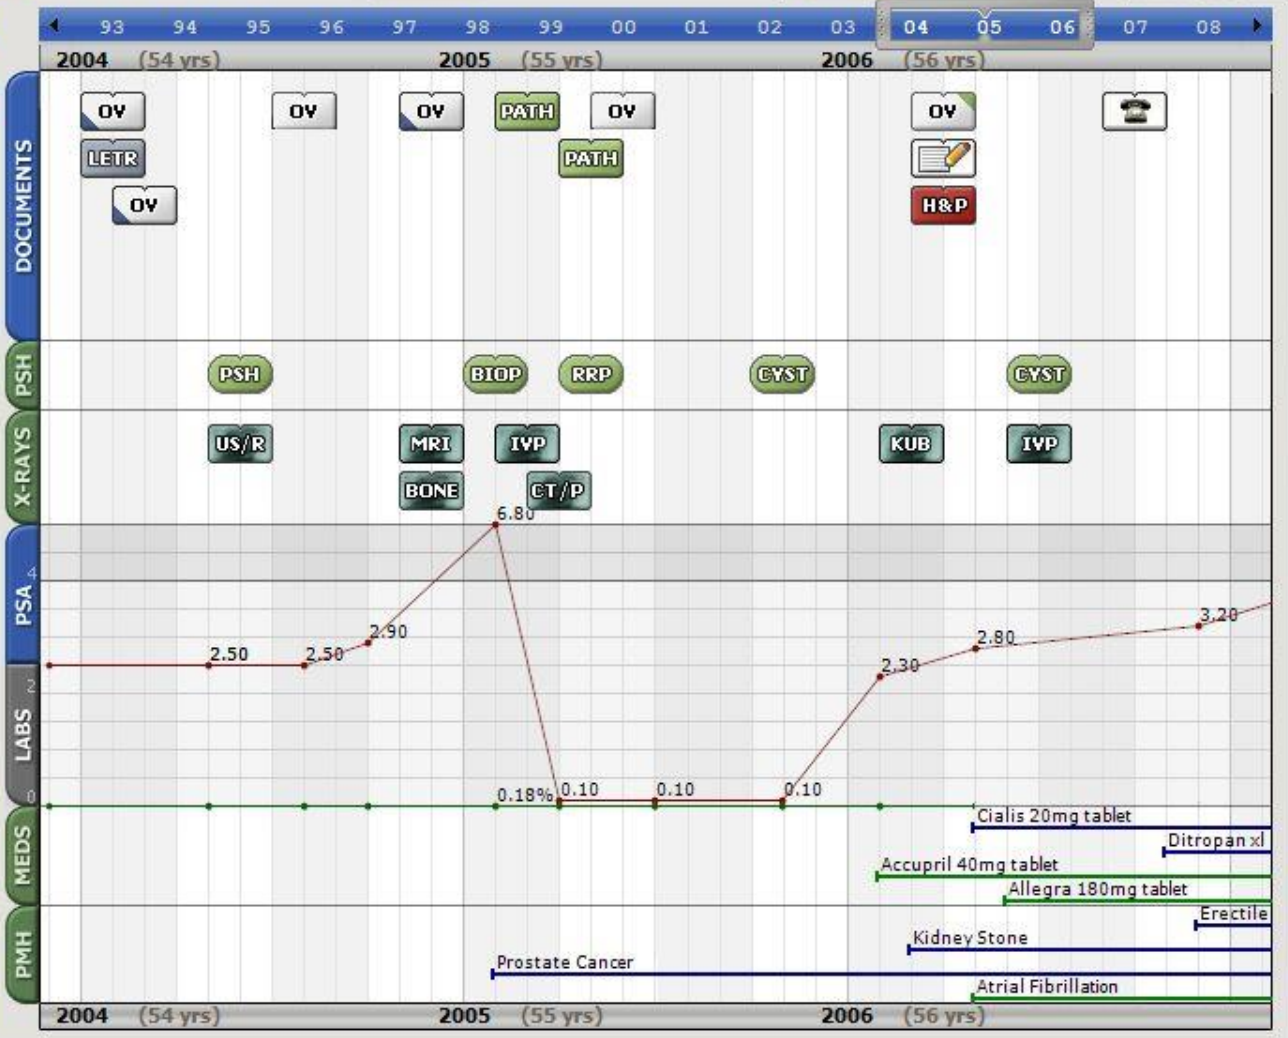 93 94 95 96 97 98 99 00 01 02 03 04 05 06 07 08
2004 (54 yrs) 2005 (55 yrs) 2006 (56 yrs)
DOCUMENTS
OV OV OV PATH OV OV
LETR PATH
OV H&P
PSH
PSH BIOP RRP CYST CYST
X-RAYS
US/R MRI IVP KUB IVP
BONE CT/P
PSA
6.80
4
2.90
2.50 2.50
3.20
2.80
2.30
LABS
2
0
0.18% 0.10 0.10 0.10
MEDS
Cialis 20mg tablet
Ditropan xl
Accupril 40mg tablet
Allegra 180mg tablet
PMH
Erectile
Kidney Stone
Prostate Cancer
Atrial Fibrillation
2004 (54 yrs) 2005 (55 yrs) 2006 (56 yrs)